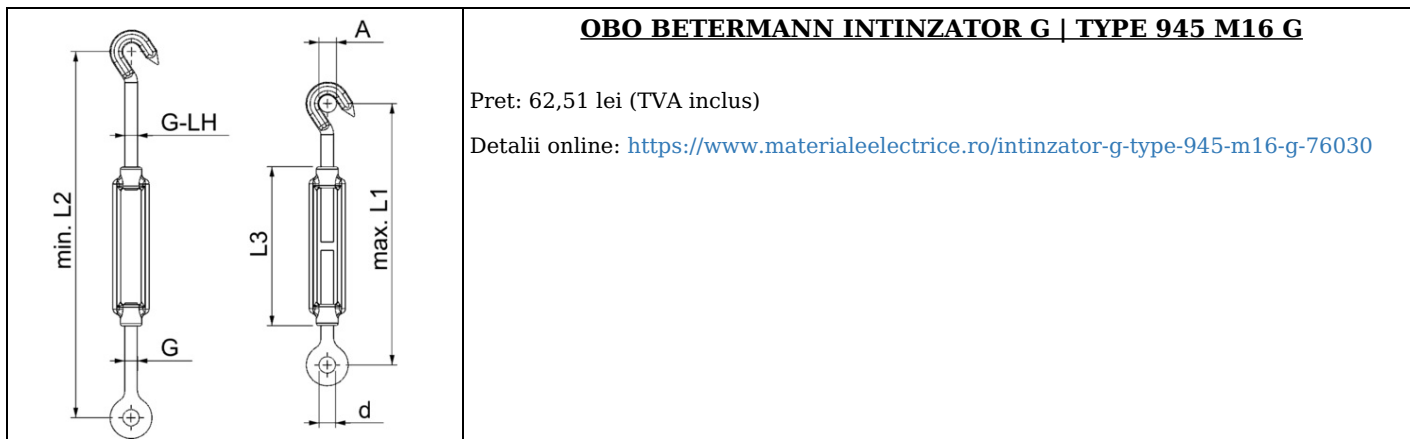 A
G-LH
min. L2
L3
max. L1
G
d
OBO BETERMANN INTINZATOR G | TYPE 945 M16 G
Pret: 62,51 lei (TVA inclus)
Detalii online: https://www.materialeelectrice.ro/intinzator-g-type-945-m16-g-76030